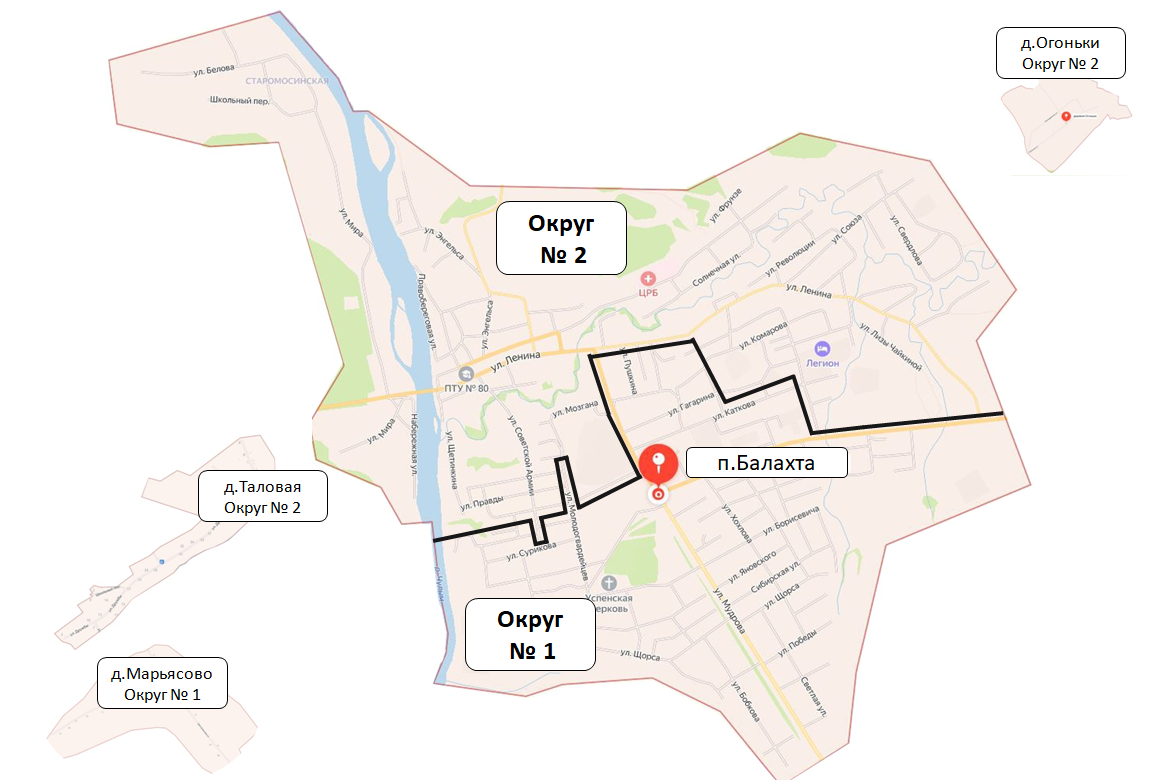 д.Огоньки
Округ № 2
ул. Белова
СТАРОМОСИНСКАЯ
Школьный пер.
ул. Мира
ул. Энгельса
Округ
№ 2
ул. Фрунзе
ул. Союза
ул. Свердлова
Солнечная ул.
ул. Революции
ЦРБ
ул. Ленина
Правобереговая ул.
ул. Энгельса
ул. Комарова
ул. Лизы Чайкиной
Легион
ул. Ленина
ул. Пушкина
ПТУ № 80
ул. Мозгана
ул. Гагарина
ул. Каткова
ул. Мира
Набережная ул.
ул. Щетинкина
ул. Советской Армии
п.Балахта
д.Таловая
Округ № 2
ул. Правды
ул. Молодогвардейцев
ул. Хохлова
ул. Борисевича
ул. Сурикова
р. Чулым
ул. Яновского
Сибирская ул.
ул. Щорса
Успенская
церковь
ул. Мудрова
Округ
№ 1
ул. Победы
ул. Щорса
д.Марьясово
Округ № 1
ул. Бобкова
Светлая ул.